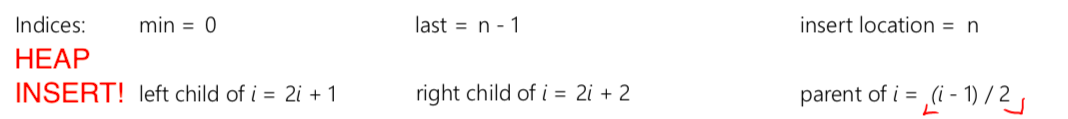 Indices: min = 0 last = n - 1 insert location = n
HEAP
INSERT! left child of i = 2i + 1 right child of i = 2i + 2 parent of i = ⌊(i - 1) / 2⌋